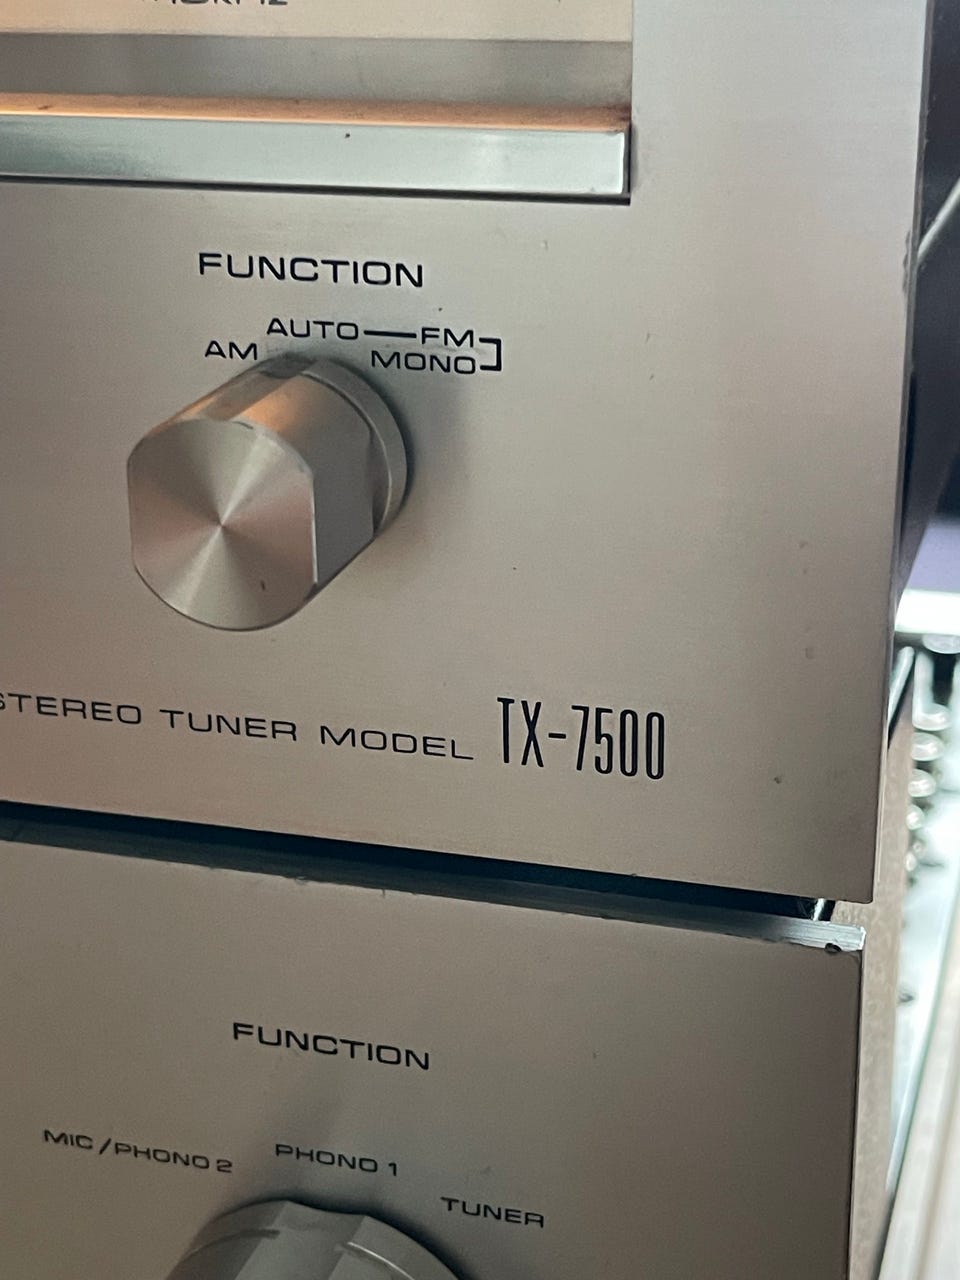 FUNCTION
AUTO FM
AM MONO
STEREO TUNER MODEL TX-7500
FUNCTION
MIC/PHONO 2 PHONO 1 TUNER